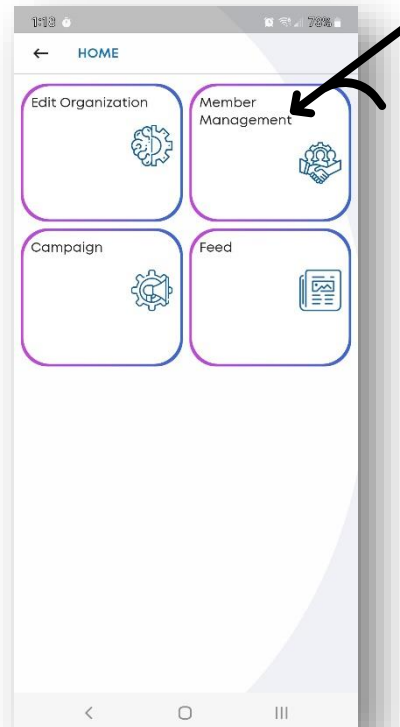 1:18 78%
HOME
Edit Organization
Member
Management
Campaign
Feed